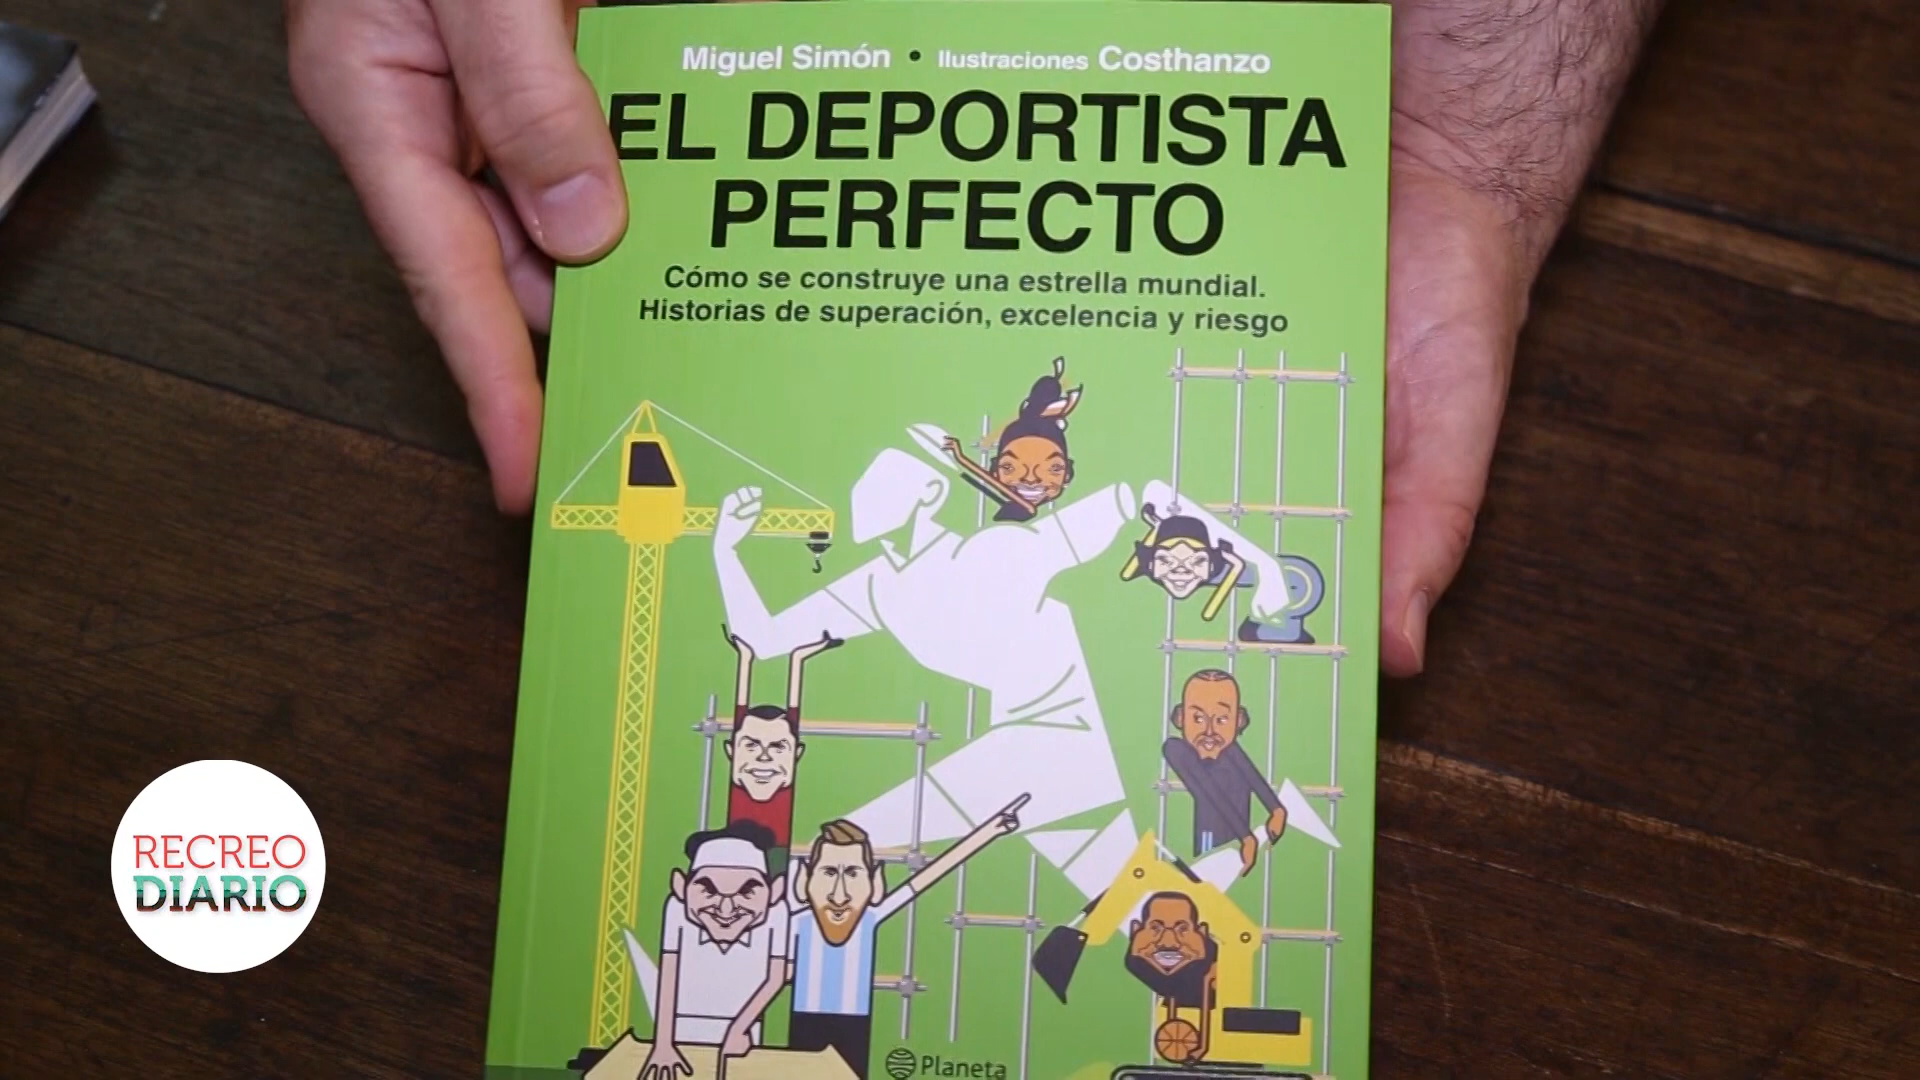 Miguel Simón • Ilustraciones Costhanzo
EL DEPORTISTA
PERFECTO
Cómo se construye una estrella mundial.
Historias de superación, excelencia y riesgo
RECREO
DIARIO
Planeta